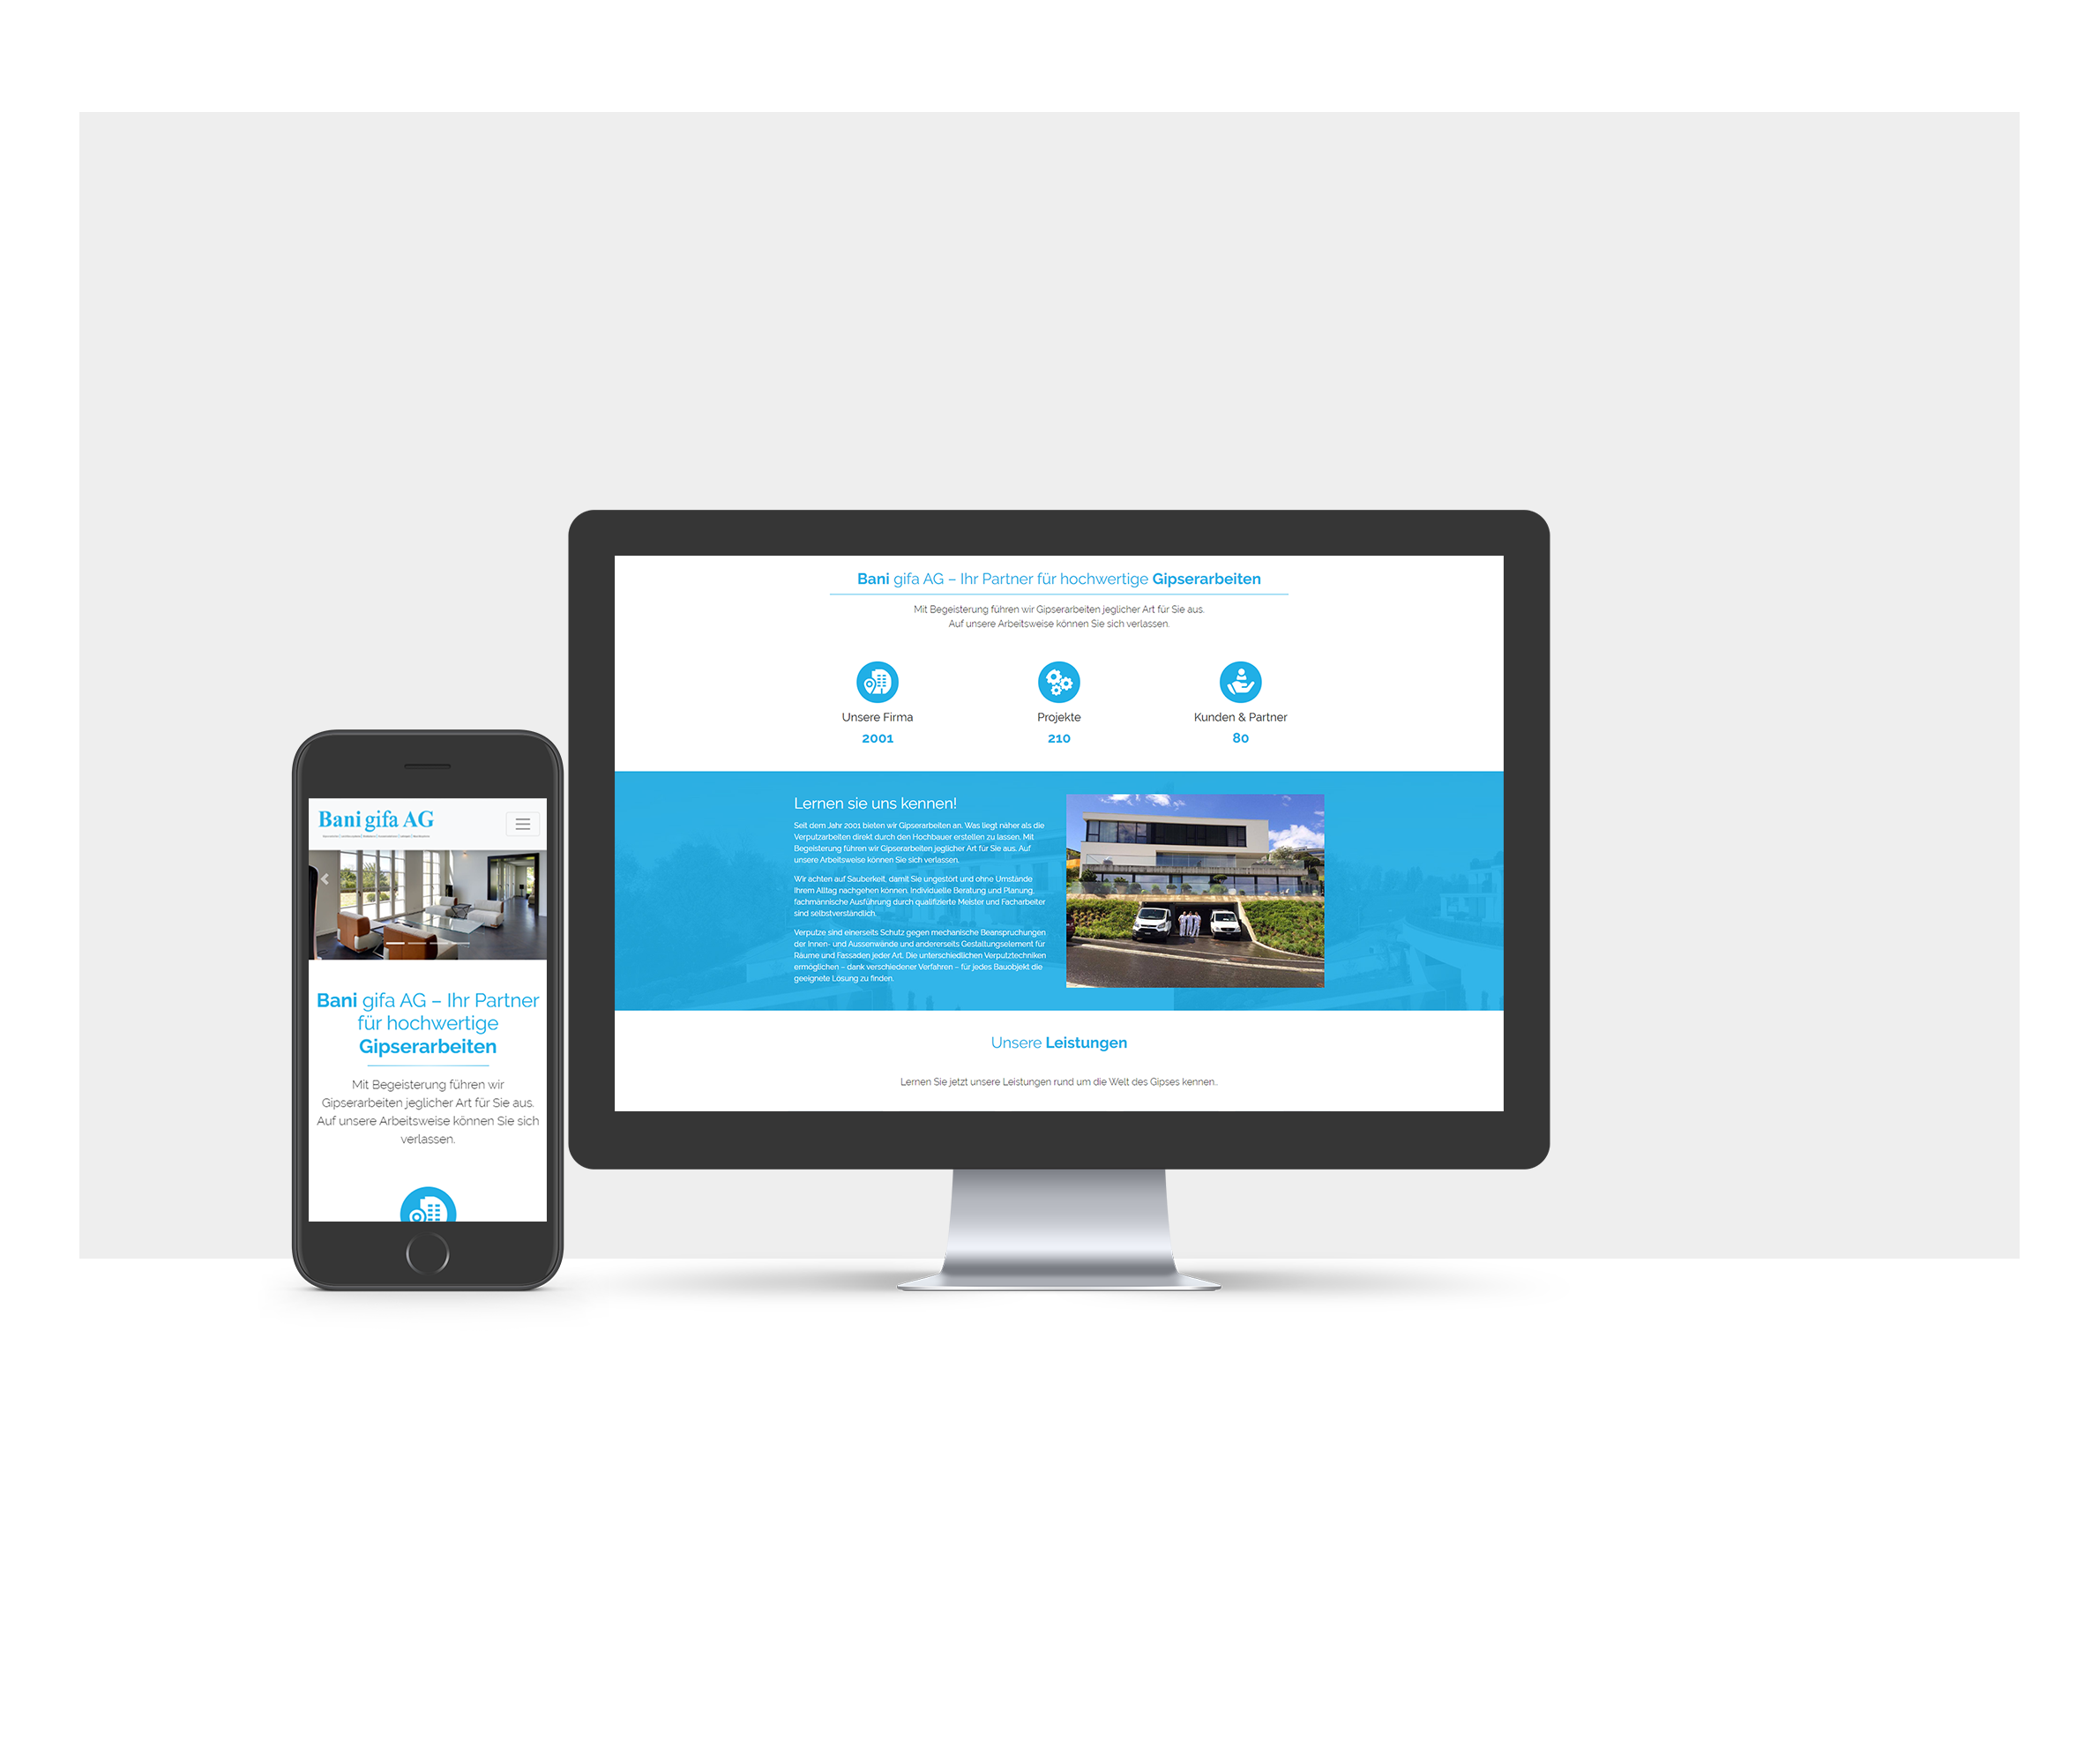 Bani gifa AG – Ihr Partner für hochwertige Gipserarbeiten
Mit Begeisterung führen wir Gipserarbeiten jeglicher Art für Sie aus.
Auf unsere Arbeitsweise können Sie sich verlassen.
Unsere Firma
2001
Projekte
210
Kunden & Partner
80
Lernen sie uns kennen!
Seit dem Jahr 2001 bieten wir Gipserarbeiten an. Was liegt näher als die
Verputzarbeiten direkt durch den Hochbauer erstellen zu lassen. Mit
Begeisterung führen wir Gipserarbeiten jeglicher Art für Sie aus. Auf
unsere Arbeitsweise können Sie sich verlassen.
Wir achten auf Sauberkeit, damit Sie ungestört und ohne Umstände
Ihrem Alltag nachgehen können. Individuelle Beratung und Planung,
fachmännische Ausführung durch qualifizierte Meister und Facharbeiter
sind selbstverständlich.
Verputze sind einerseits Schutz gegen mechanische Beanspruchungen
der Innen- und Aussenwände und andererseits Gestaltungselement für
Räume und Fassaden jeder Art. Die unterschiedlichen Verputztechniken
ermöglichen – dank verschiedener Verfahren – für jedes Bauobjekt die
geeignete Lösung zu finden.
Unsere Leistungen
Lernen Sie jetzt unsere Leistungen rund um die Welt des Gipses kennen..
Bani gifa AG
Bani gifa AG – Ihr Partner
für hochwertige
Gipserarbeiten
Mit Begeisterung führen wir
Gipserarbeiten jeglicher Art für Sie aus.
Auf unsere Arbeitsweise können Sie sich
verlassen.